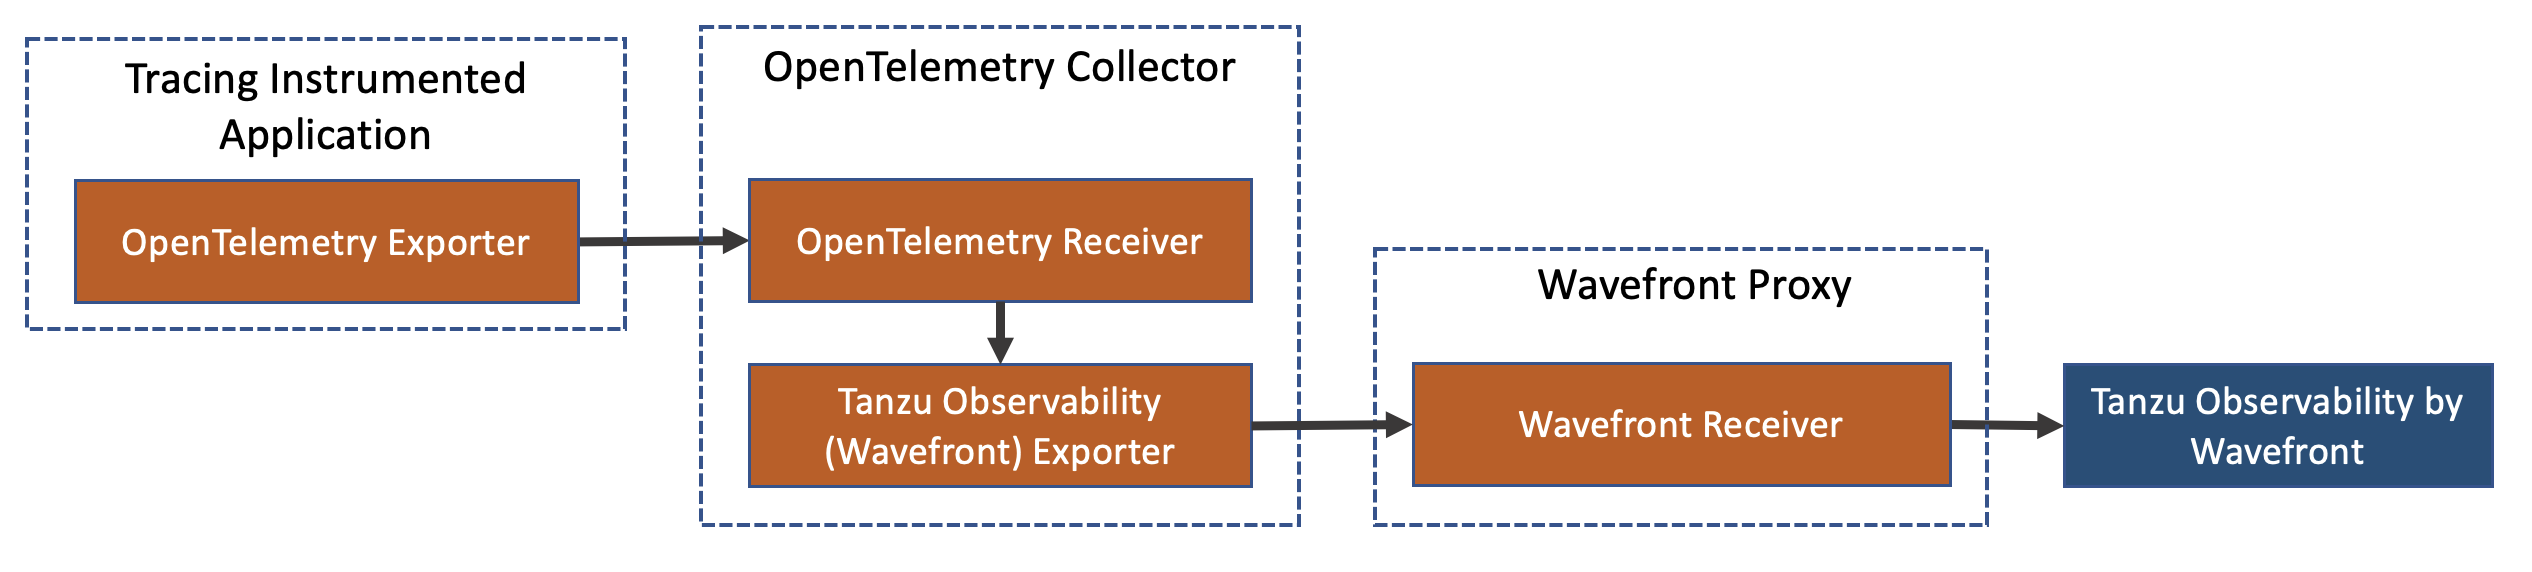 Tracing Instrumented
Application
OpenTelemetry Exporter
OpenTelemetry Collector
OpenTelemetry Receiver
Tanzu Observability
(Wavefront) Exporter
Wavefront Proxy
Wavefront Receiver
Tanzu Observability by
Wavefront